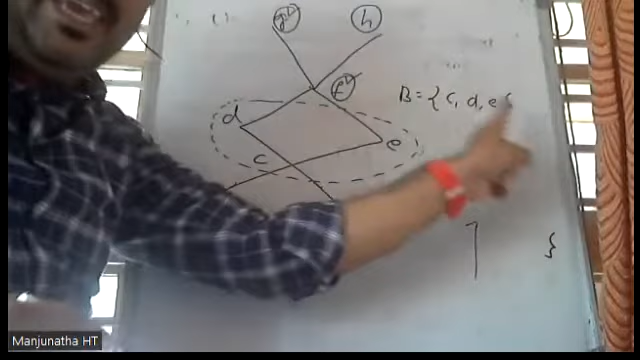 g h
f
B = { c, d, e }
d
e
c
}
Manjunatha HT